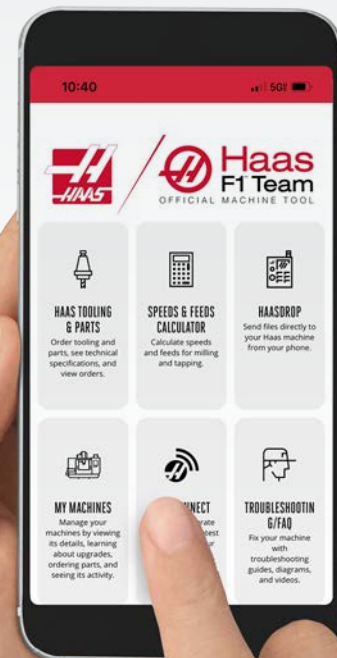 10:40
5G
HAAS
Haas
F1 Team
OFFICIAL MACHINE TOOL
HAAS TOOLING
& PARTS
Order tooling and
parts, see technical
specifications, and
view orders.
SPEEDS & FEEDS
CALCULATOR
Calculate speeds
and feeds for milling
and tapping.
HAASDROP
Send files directly to
your Haas machine
from your phone.
MY MACHINES
Manage your
machines by viewing
its details, learning
about upgrades,
ordering parts, and
seeing its activity.
TROUBLESHOOTIN
G/FAQ
Fix your machine
with
troubleshooting
guides, diagrams,
and videos.